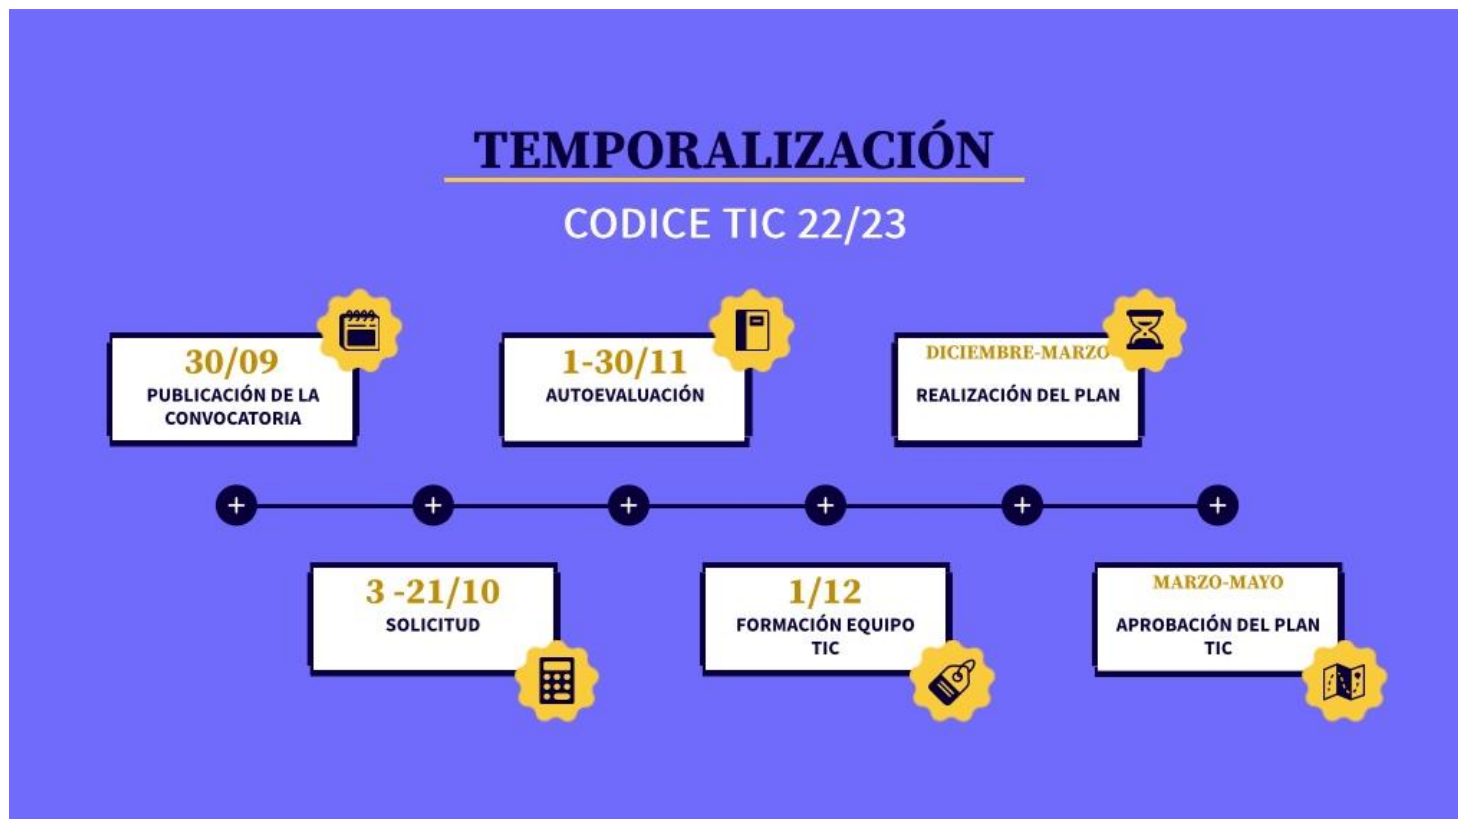 TEMPORALIZACIÓN
CODICE TIC 22/23
30/09
PUBLICACIÓN DE LA
CONVOCATORIA
3 -21/10
SOLICITUD
1-30/11
AUTOEVALUACIÓN
1/12
FORMACIÓN EQUIPO
TIC
DICIEMBRE-MARZO
REALIZACIÓN DEL PLAN
MARZO-MAYO
APROBACIÓN DEL PLAN
TIC